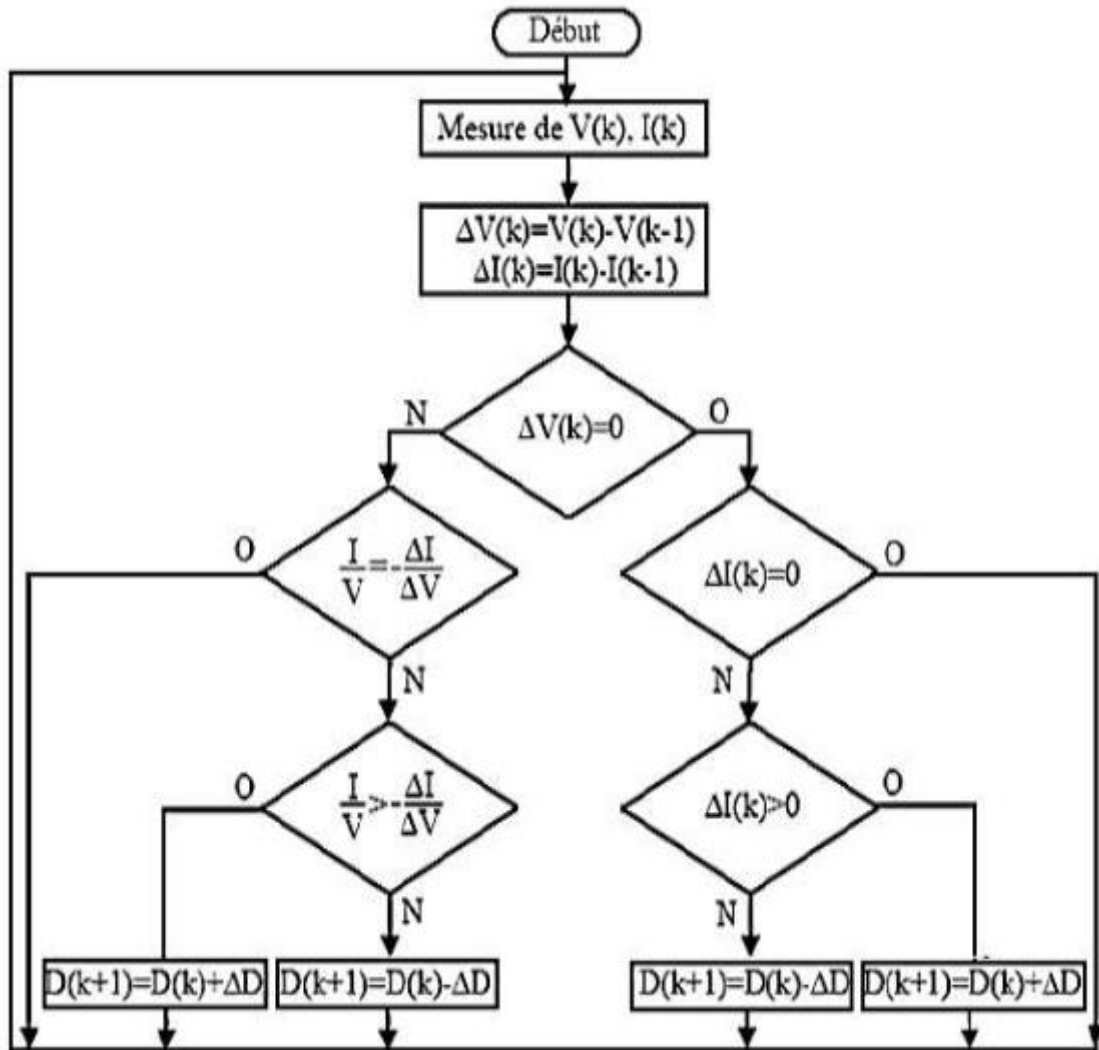 Début
Mesure de V(k), I(k)
ΔV(k)=V(k)-V(k-1)
ΔI(k)=I(k)-I(k-1)
N
ΔV(k)=0
O
O
I/V=-ΔI/ΔV
N
ΔI(k)=0
O
N
O
I/V>-ΔI/ΔV
N
ΔI(k)>0
O
N
D(k+1)=D(k)+ΔD
D(k+1)=D(k)-ΔD
D(k+1)=D(k)-ΔD
D(k+1)=D(k)+ΔD